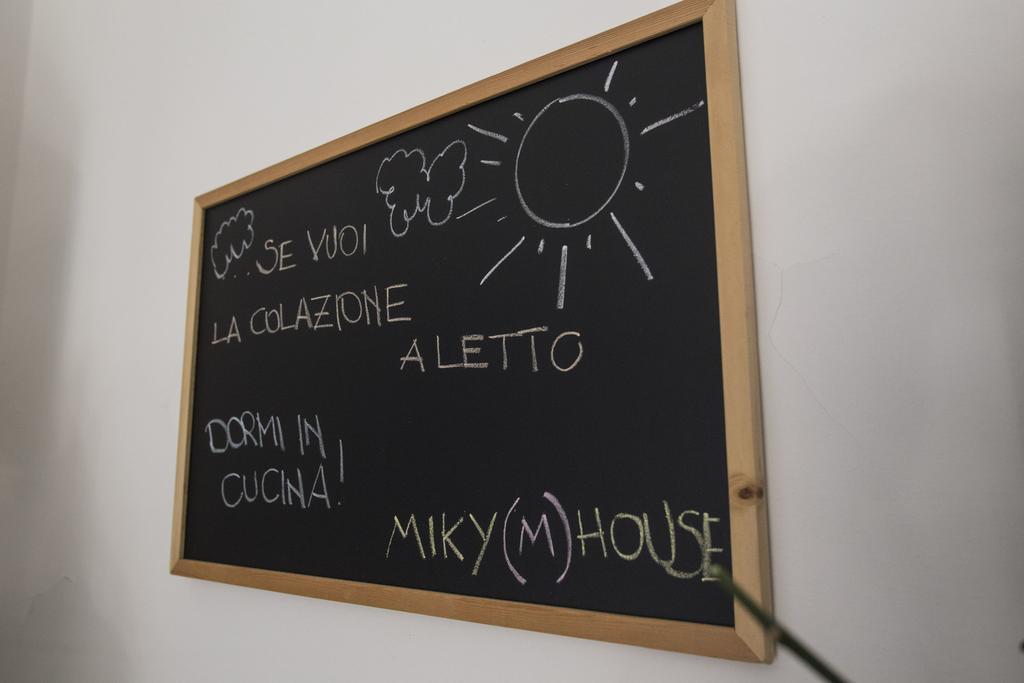 ...SE VUOI
LA COLAZIONE
A LETTO
DORMI IN
CUCINA!
MIKY(M)HOUSE